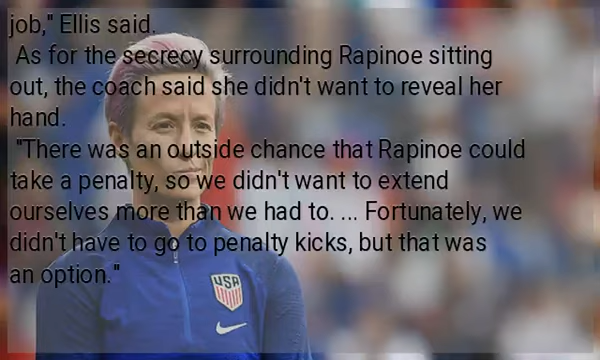 job," Ellis said.
As for the secrecy surrounding Rapinoe sitting
out, the coach said she didn't want to reveal her
hand.
"There was an outside chance that Rapinoe could
take a penalty, so we didn't want to extend
ourselves more than we had to. ... Fortunately, we
didn't have to go to penalty kicks, but that was
an option."
USA